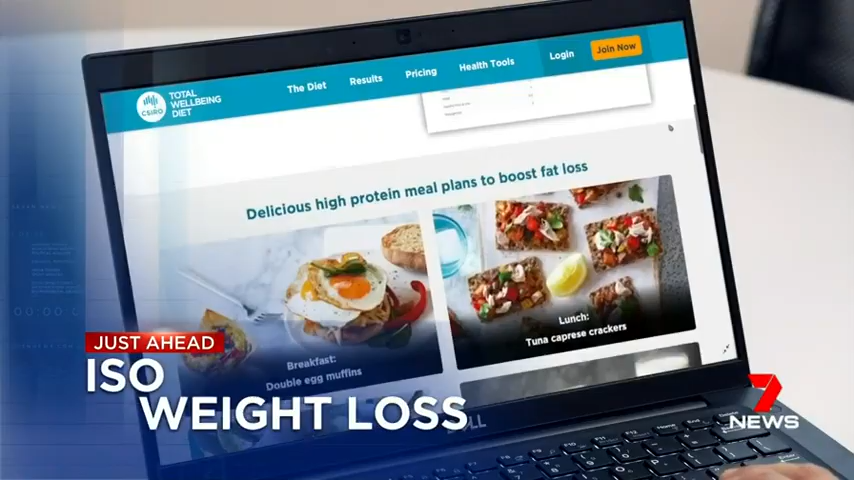 CSIRO
TOTAL
WELLBEING
DIET
The Diet
Results
Pricing
Health Tools
Login
Join Now
Delicious high protein meal plans to boost fat loss
Breakfast:
Double egg muffins
Lunch:
Tuna caprese crackers
JUST AHEAD
ISO
WEIGHT LOSS
DELL
7
NEWS